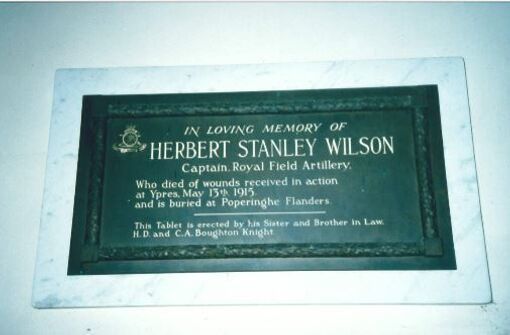 IN LOVING MEMORY OF
HERBERT STANLEY WILSON
Captain. Royal Field Artillery.
Who died of wounds received in action
at Ypres, May 13th 1915
and is buried at Poperinghe Flanders.
This Tablet is erected by his Sister and Brother in Law.
H.D. and C.A. Boughton Knight.